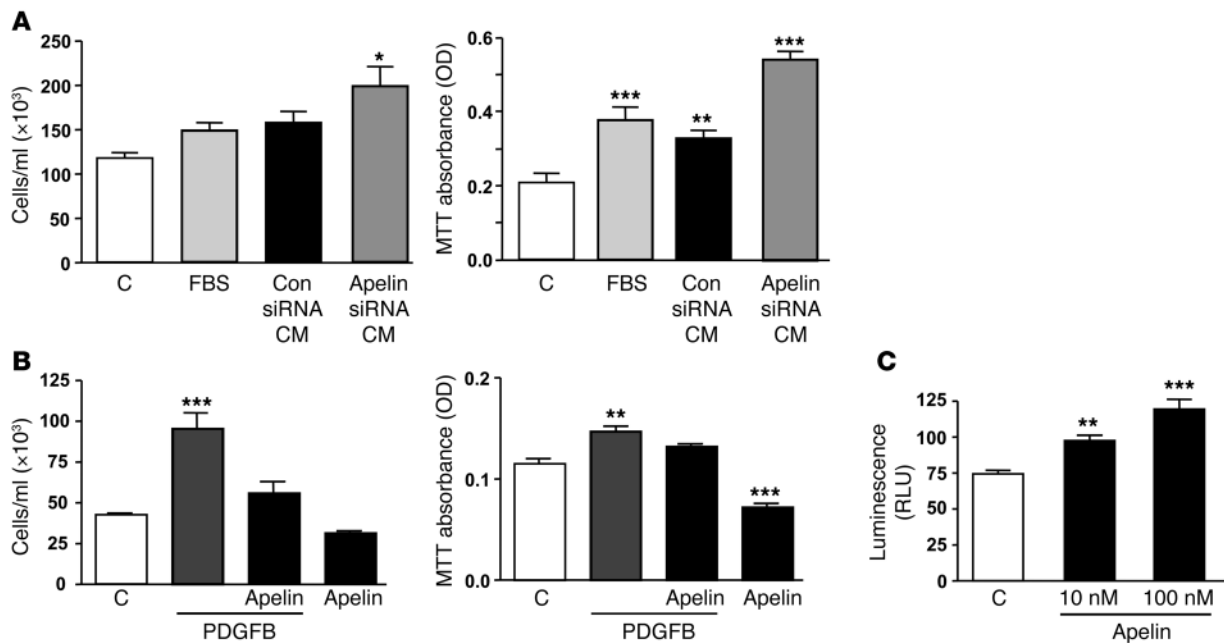 A
Cells/ml (×10³)
250
200
150
100
50
0
*
C
FBS
Con
siRNA
CM
Apelin
siRNA
CM
MTT absorbance (OD)
0.6
0.4
0.2
0.0
***
**
***
C
FBS
Con
siRNA
CM
Apelin
siRNA
CM
B
Cells/ml (×10³)
125
100
75
50
25
0
***
C
Apelin
Apelin
PDGFB
MTT absorbance (OD)
0.2
0.1
0.0
**
***
C
Apelin
Apelin
PDGFB
C
Luminescence
(RLU)
125
100
75
50
25
0
**
***
C
10 nM
100 nM
Apelin